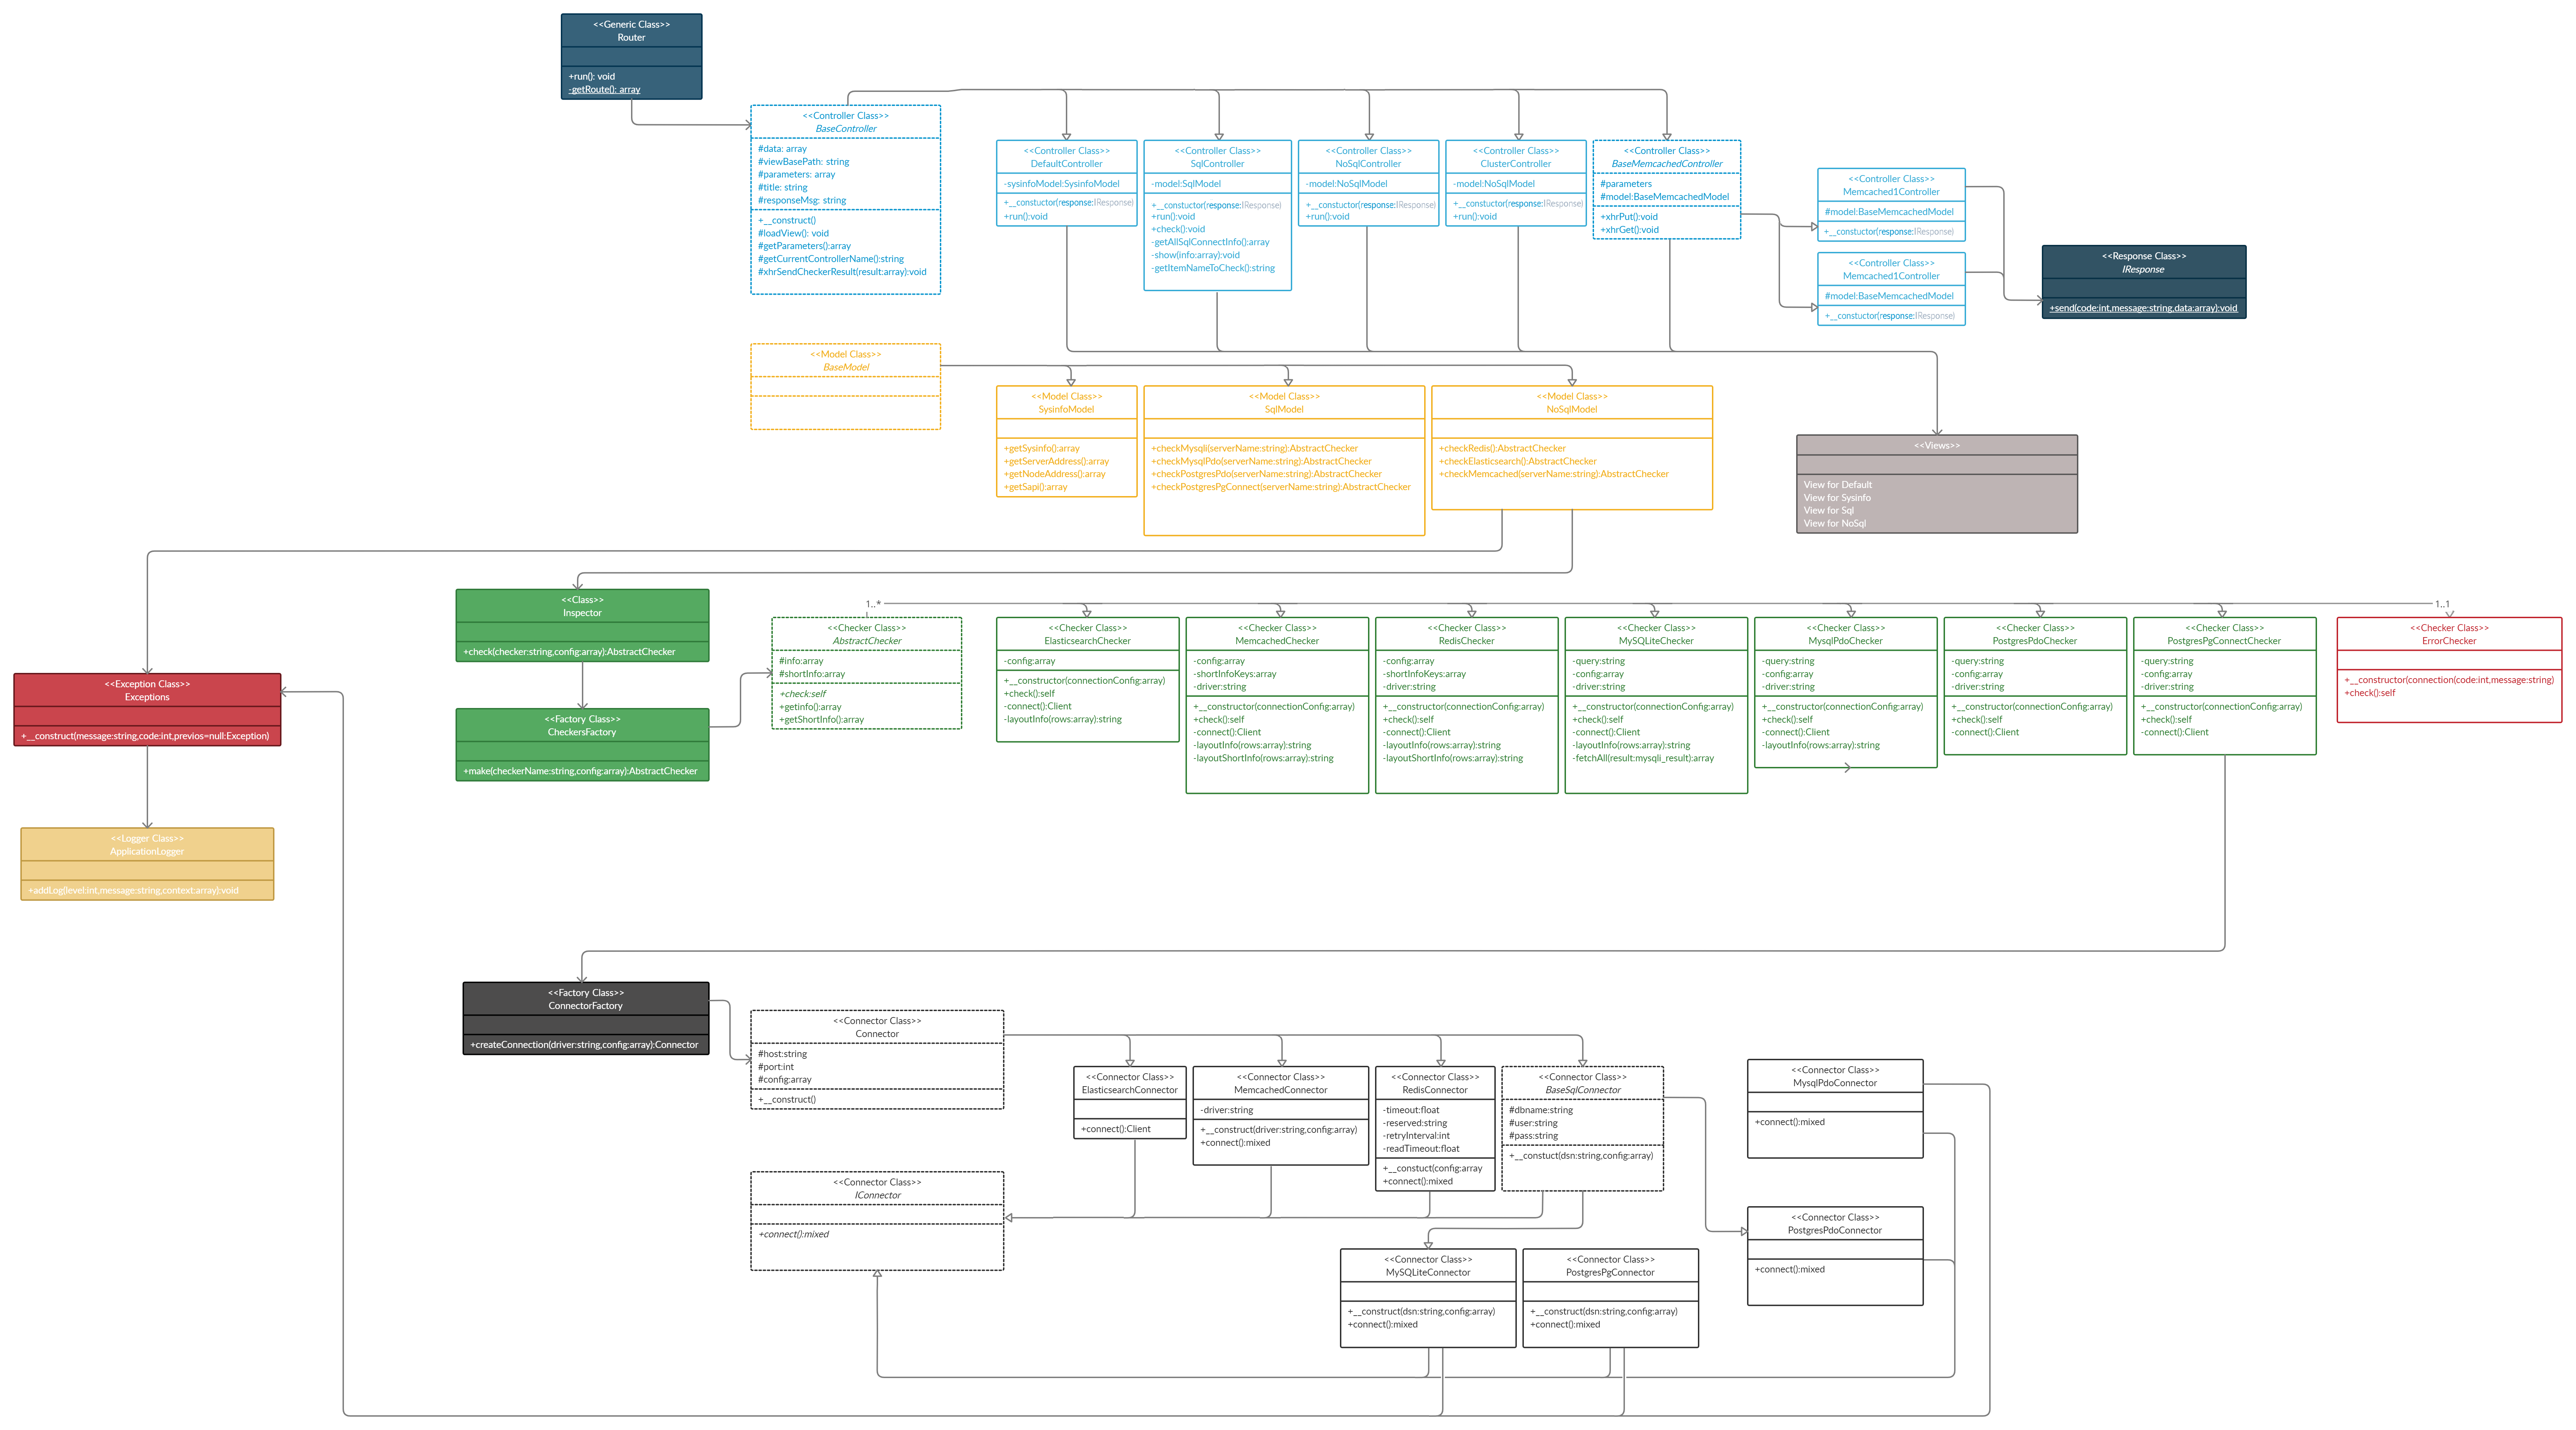 <<Generic Class>>
Router
+run(): void
-getRoute(): array
<<Controller Class>>
BaseController
#data: array
#viewBasePath: string
#parameters: array
#title: string
#responseMsg: string
+__construct()
#loadView(): void
#getParameters():array
#getCurrentControllerName():string
#xhrSendCheckerResult(result:array):void
<<Controller Class>>
DefaultController
-sysinfoModel:SysinfoModel
+__constuctor(response:IResponse)
+run():void
<<Controller Class>>
SqlController
-model:SqlModel
+__constuctor(response:IResponse)
+run():void
+check():void
-getAllSqlConnectInfo():array
-show(info:array):void
-getItemNameToCheck():string
<<Controller Class>>
NoSqlController
-model:NoSqlModel
+__constuctor(response:IResponse)
+run():void
<<Controller Class>>
ClusterController
-model:NoSqlModel
+__constuctor(response:IResponse)
+run():void
<<Controller Class>>
BaseMemcachedController
#parameters
#model:BaseMemcachedModel
+xhrPut():void
+xhrGet():void
<<Controller Class>>
Memcached1Controller
#model:BaseMemcachedModel
+__constuctor(response:IResponse)
<<Controller Class>>
Memcached1Controller
#model:BaseMemcachedModel
+__constuctor(response:IResponse)
<<Response Class>>
IResponse
+send(code:int,message:string,data:array):void
<<Model Class>>
BaseModel
<<Model Class>>
SysinfoModel
+getSysinfo():array
+getServerAddress():array
+getNodeAddress():array
+getSapi():array
<<Model Class>>
SqlModel
+checkMysqli(serverName:string):AbstractChecker
+checkMysqlPdo(serverName:string):AbstractChecker
+checkPostgresPdo(serverName:string):AbstractChecker
+checkPostgresPgConnect(serverName:string):AbstractChecker
<<Model Class>>
NoSqlModel
+checkRedis():AbstractChecker
+checkElasticsearch():AbstractChecker
+checkMemcached(serverName:string):AbstractChecker
<<Views>>
View for Default
View for Sysinfo
View for Sql
View for NoSql
<<Class>>
Inspector
+check(checker:string,config:array):AbstractChecker
<<Exception Class>>
Exceptions
+__construct(message:string,code:int,previos=null:Exception)
<<Factory Class>>
CheckersFactory
+make(checkerName:string,config:array):AbstractChecker
<<Logger Class>>
ApplicationLogger
+addLog(level:int,message:string,context:array):void
1..*
1..1
<<Checker Class>>
AbstractChecker
#info:array
#shortInfo:array
+check:self
+getinfo():array
+getShortInfo():array
<<Checker Class>>
ElasticsearchChecker
-config:array
+__constructor(connectionConfig:array)
+check():self
-connect():Client
-layoutInfo(rows:array):string
<<Checker Class>>
MemcachedChecker
-config:array
-shortInfoKeys:array
-driver:string
+__constructor(connectionConfig:array)
+check():self
-connect():Client
-layoutInfo(rows:array):string
-layoutShortInfo(rows:array):string
<<Checker Class>>
RedisChecker
-config:array
-shortInfoKeys:array
-driver:string
+__constructor(connectionConfig:array)
+check():self
-connect():Client
-layoutInfo(rows:array):string
-layoutShortInfo(rows:array):string
<<Checker Class>>
MySQLiteChecker
-query:string
-config:array
-driver:string
+__constructor(connectionConfig:array)
+check():self
-connect():Client
-layoutInfo(rows:array):string
-fetchAll(result:mysqli_result):array
<<Checker Class>>
MysqlPdoChecker
-query:string
-config:array
-driver:string
+__constructor(connectionConfig:array)
+check():self
-connect():Client
-layoutInfo(rows:array):string
<<Checker Class>>
PostgresPdoChecker
-query:string
-config:array
-driver:string
+__constructor(connectionConfig:array)
+check():self
-connect():Client
<<Checker Class>>
PostgresPgConnectChecker
-query:string
-config:array
-driver:string
+__constructor(connectionConfig:array)
+check():self
-connect():Client
<<Checker Class>>
ErrorChecker
+__constructor(connection(code:int,message:string)
+check():self
<<Factory Class>>
ConnectorFactory
+createConnection(driver:string,config:array):Connector
<<Connector Class>>
Connector
#host:string
#port:int
#config:array
+__construct()
<<Connector Class>>
ElasticsearchConnector
+connect():Client
<<Connector Class>>
MemcachedConnector
-driver:string
+__construct(driver:string,config:array)
+connect():mixed
<<Connector Class>>
RedisConnector
-timeout:float
-reserved:string
-retryInterval:int
-readTimeout:float
+__constuct(config:array
+connect():mixed
<<Connector Class>>
BaseSqlConnector
#dbname:string
#user:string
#pass:string
+__constuct(dsn:string,config:array)
<<Connector Class>>
MysqlPdoConnector
+connect():mixed
<<Connector Class>>
IConnector
+connect():mixed
<<Connector Class>>
PostgresPdoConnector
+connect():mixed
<<Connector Class>>
MySQLiteConnector
+__construct(dsn:string,config:array)
+connect():mixed
<<Connector Class>>
PostgresPgConnector
+__construct(dsn:string,config:array)
+connect():mixed